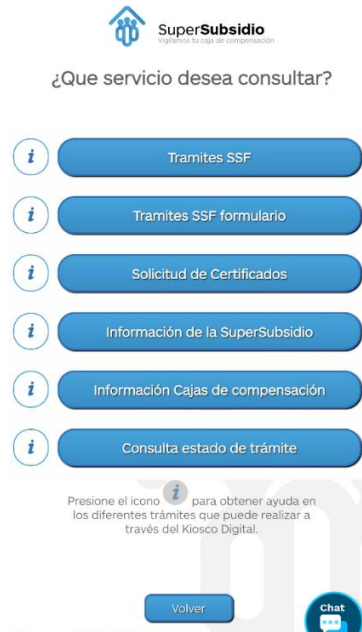 SuperSubsidio
Vigilamos tu caja de compensación
¿Que servicio desea consultar?
i Tramites SSF
i Tramites SSF formulario
i Solicitud de Certificados
i Información de la SuperSubsidio
i Información Cajas de compensación
i Consulta estado de trámite
Presione el icono i para obtener ayuda en
los diferentes trámites que puede realizar a
través del Kiosco Digital.
Volver
Chat